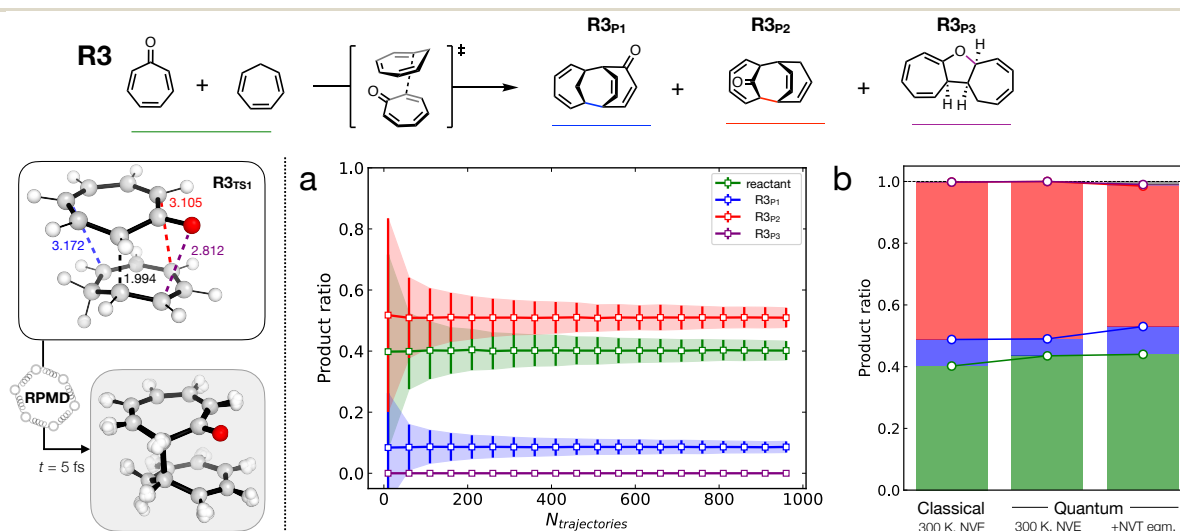 R3
O
+
‡
O
R3P1
O
+
R3P2
O
+
R3P3
O
H
H
H
R3TS1
3.105
3.172
2.812
1.994
RPMD
t = 5 fs
a
Product ratio
1.0
0.8
0.6
0.4
0.2
0.0
reactant
R3P1
R3P2
R3P3
0
200
400
600
800
1000
Ntrajectories
b
Product ratio
1.0
0.8
0.6
0.4
0.2
0.0
Classical
Quantum
300 K, NVE
300 K, NVE
+NVT eqm.